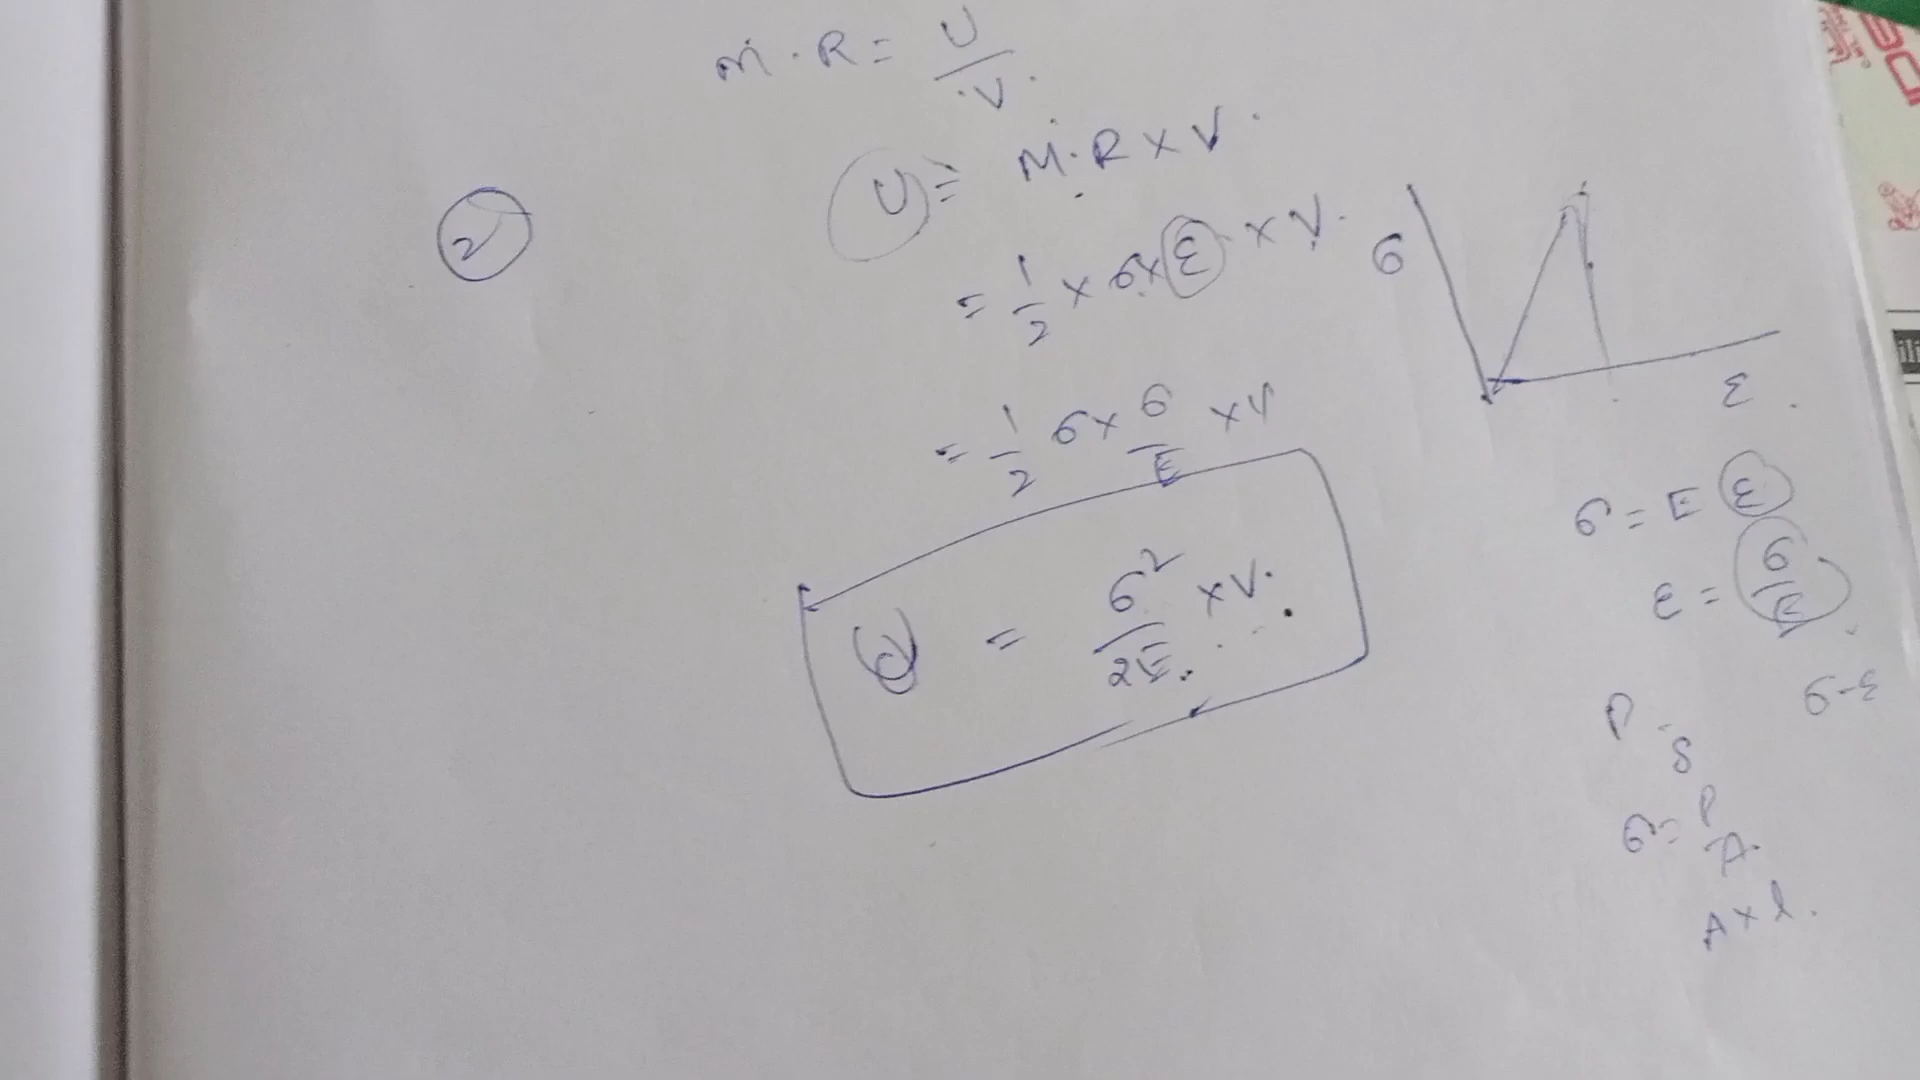 M.R = U/V.
②
U = M.R x V.
= 1/2 x σ x ε x V.
σ
ε.
= 1/2 σ x σ/E x V
U = σ²/2E x V.
σ = E ε
ε = σ/E
σ-ε
P
σ = P/A
A x l.